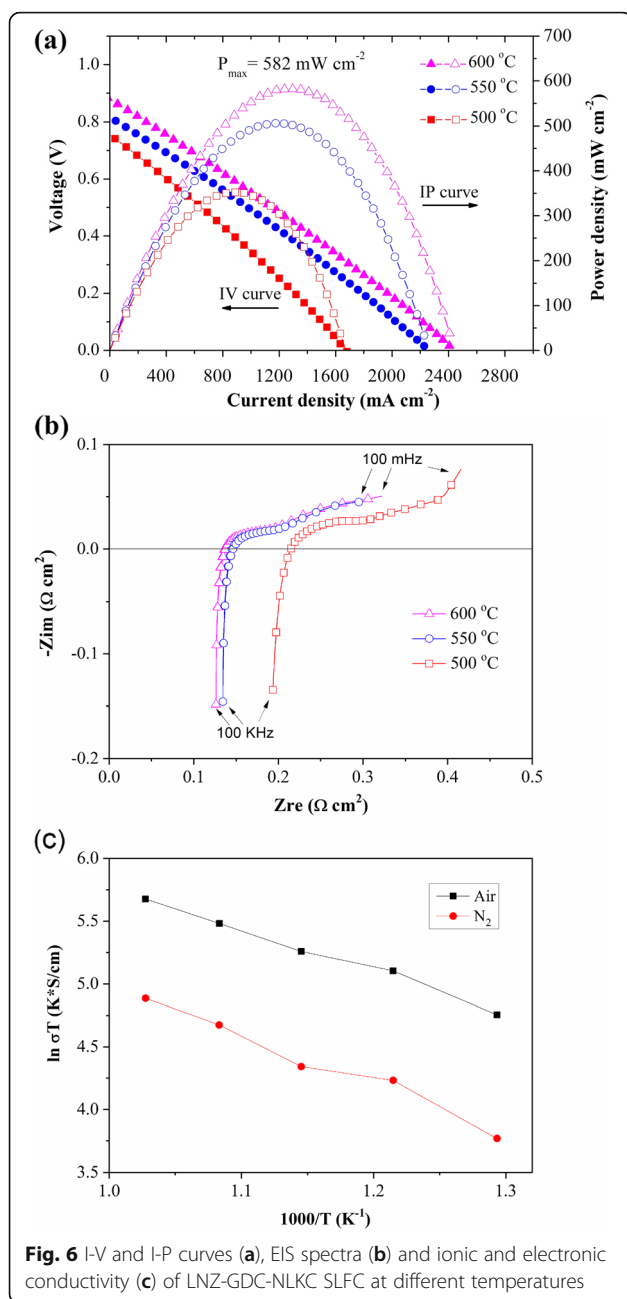 (a)
P_max = 582 mW cm⁻²
600 °C
550 °C
500 °C
IP curve
IV curve
Voltage (V)
1.0
0.8
0.6
0.4
0.2
0.0
Power density (mW cm⁻²)
700
600
500
400
300
200
100
0
0 400 800 1200 1600 2000 2400 2800
Current density (mA cm⁻²)
(b)
100 mHz
600 °C
550 °C
500 °C
100 KHz
-Zim (Ω cm²)
0.1
0.0
-0.1
-0.2
0.0 0.1 0.2 0.3 0.4 0.5
Zre (Ω cm²)
(c)
Air
N₂
ln σT (K*S/cm)
6.0
5.5
5.0
4.5
4.0
3.5
1.0 1.1 1.2 1.3
1000/T (K⁻¹)
Fig. 6 I-V and I-P curves (a), EIS spectra (b) and ionic and electronic
conductivity (c) of LNZ-GDC-NLKC SLFC at different temperatures